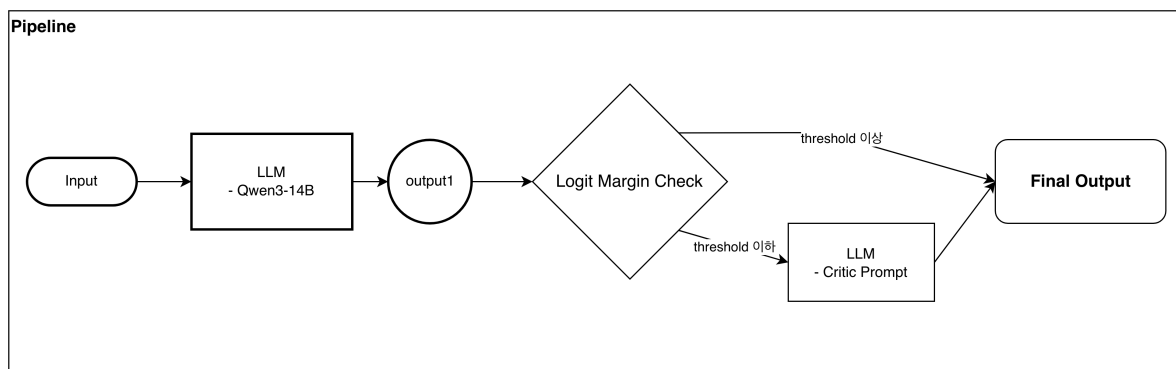 Pipeline
Input
LLM
- Qwen3-14B
output1
Logit Margin Check
threshold 이상
threshold 이하
LLM
- Critic Prompt
Final Output